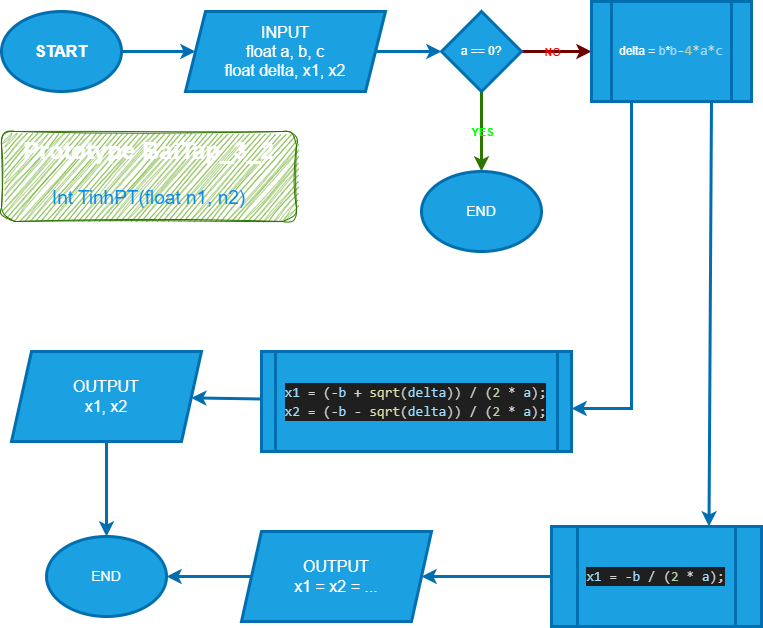 START
INPUT
float a, b, c
float delta, x1, x2
a == 0?
NO
delta = b*b-4*a*c
YES
Prototype BaiTap_3_2
Int TinhPT(float n1, n2)
END
OUTPUT
x1, x2
x1 = (-b + sqrt(delta)) / (2 * a);
x2 = (-b - sqrt(delta)) / (2 * a);
END
OUTPUT
x1 = x2 = ...
x1 = -b / (2 * a);